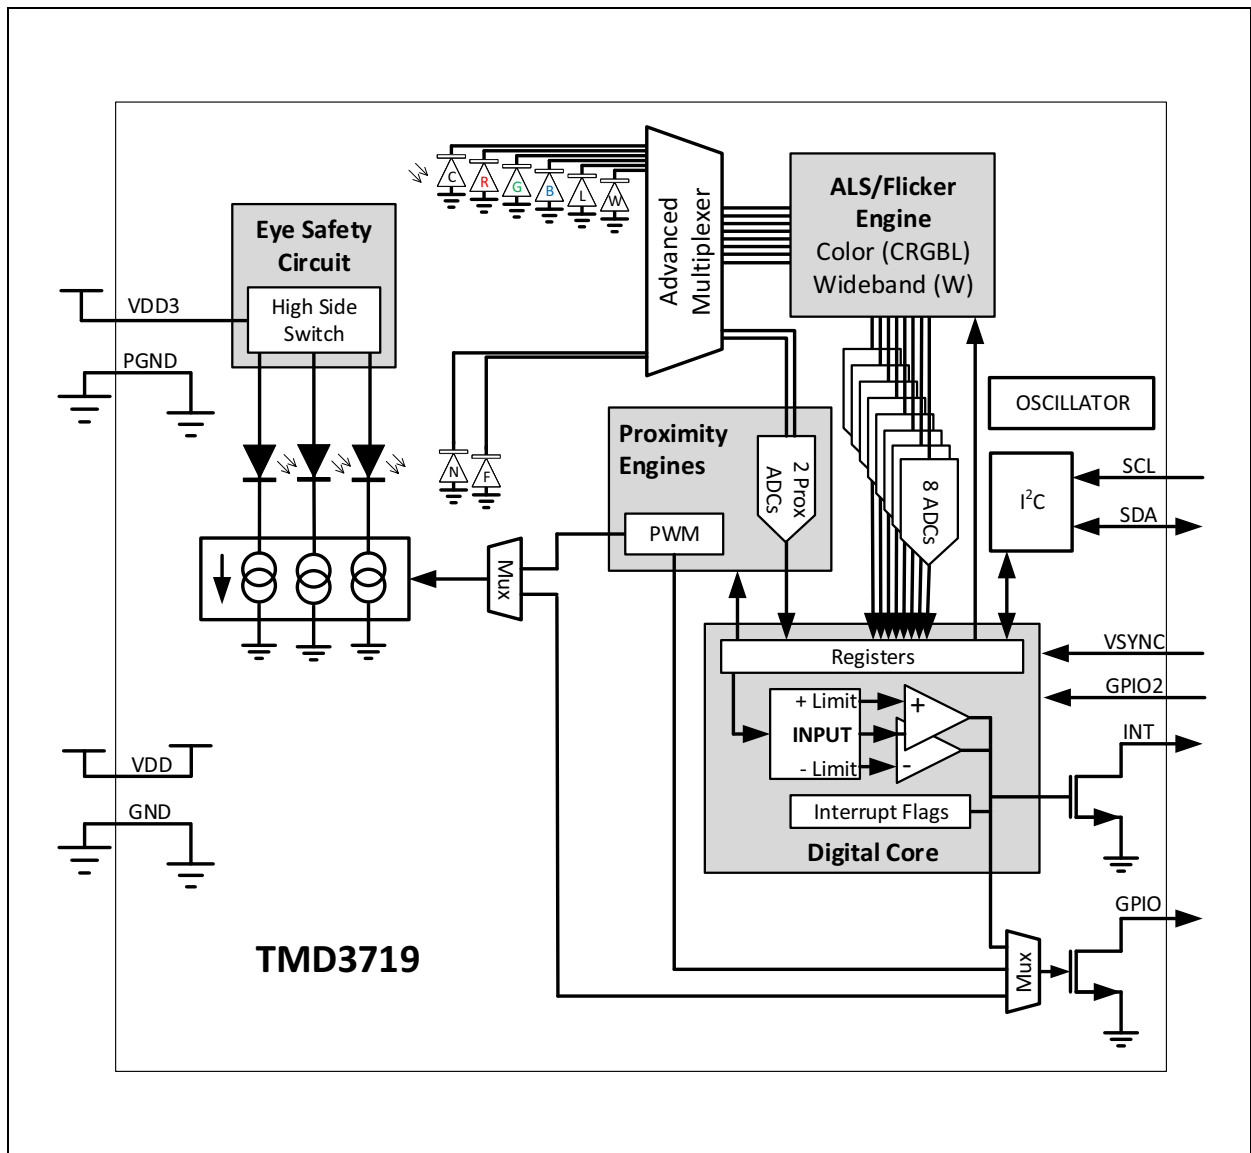 C
R
G
B
L
W
Advanced
Multiplexer
ALS/Flicker
Engine
Color (CRGBL)
Wideband (W)
Eye Safety
Circuit
High Side
Switch
VDD3
PGND
OSCILLATOR
Proximity
Engines
2 Prox
ADCs
PWM
8 ADCs
N
F
I²C
SCL
SDA
Mux
Registers
VSYNC
GPIO2
+ Limit
INPUT
- Limit
+
-
INT
VDD
GND
Interrupt Flags
Digital Core
GPIO
Mux
TMD3719